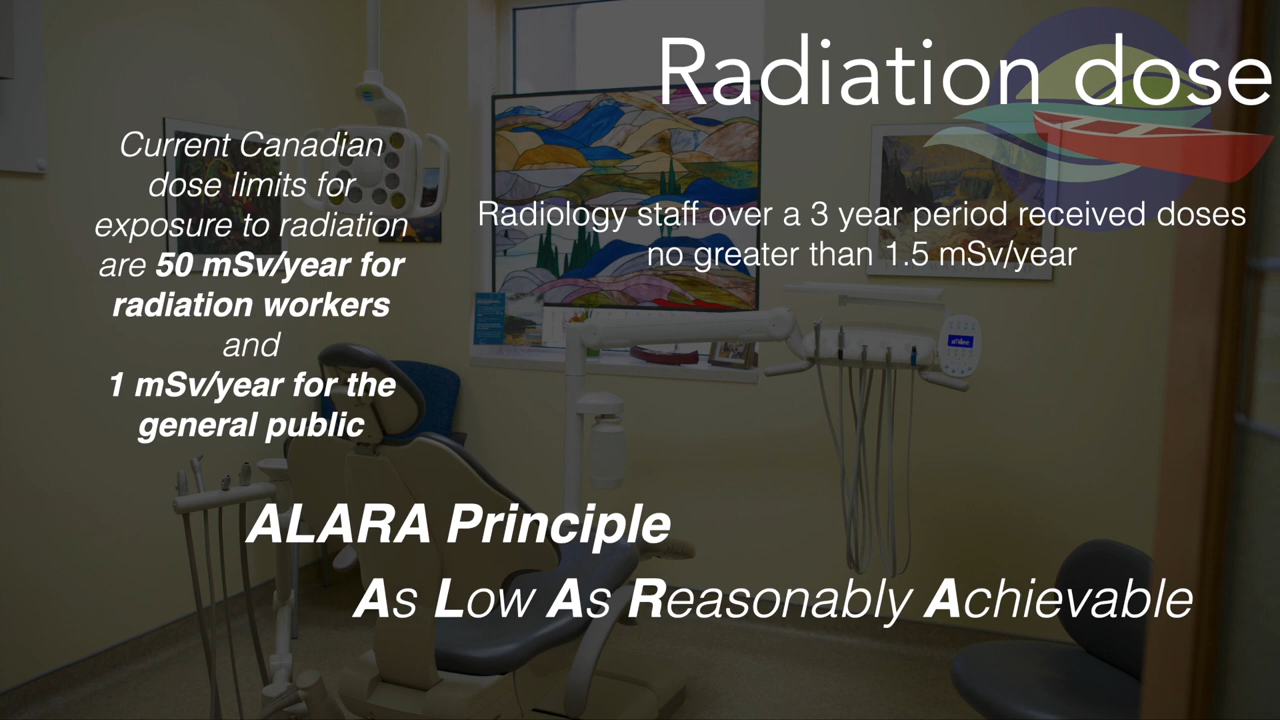 Radiation dose
Current Canadian
dose limits for
exposure to radiation
are 50 mSv/year for
radiation workers
and
1 mSv/year for the
general public
Radiology staff over a 3 year period received doses
no greater than 1.5 mSv/year
ALARA Principle
As Low As Reasonably Achievable